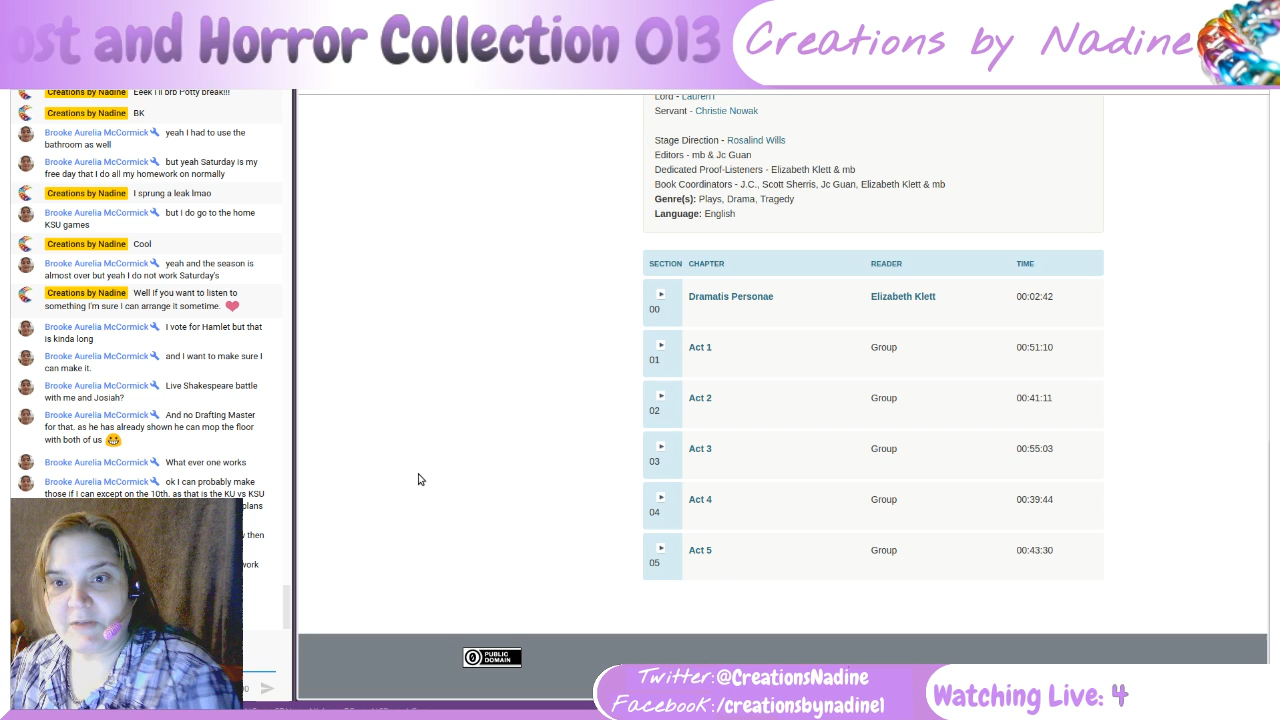 ost and Horror Collection 013
Creations by Nadine
Creations by Nadine Eeek I'll brb Potty break!!!
Creations by Nadine BK
Brooke Aurelia McCormick yeah I had to use the
bathroom as well
Brooke Aurelia McCormick but yeah Saturday is my
free day that I do all my homework on normally
Creations by Nadine I sprung a leak lmao
Brooke Aurelia McCormick but I do go to the home
KSU games
Creations by Nadine Cool
Brooke Aurelia McCormick yeah and the season is
almost over but yeah I do not work Saturday's
Creations by Nadine Well If you want to listen to
something I'm sure I can arrange it sometime.
Brooke Aurelia McCormick I vote for Hamlet but that
is kinda long
Brooke Aurelia McCormick and I want to make sure I
can make it.
Brooke Aurelia McCormick Live Shakespeare battle
with me and Josiah?
Brooke Aurelia McCormick And no Drafting Master
for that. as he has already shown he can mop the floor
with both of us
Brooke Aurelia McCormick What ever one works
Brooke Aurelia McCormick ok I can probably make
those if I can except on the 10th. as that is the KU vs KSU
plans
then
Lord - LaurenT
Servant - Christie Nowak
Stage Direction - Rosalind Wills
Editors - mb & Jc Guan
Dedicated Proof-Listeners - Elizabeth Klett & mb
Book Coordinators - J.C., Scott Sherris, Jc Guan, Elizabeth Klett & mb
Genre(s): Plays, Drama, Tragedy
Language: English
SECTION CHAPTER READER TIME
00 Dramatis Personae Elizabeth Klett 00:02:42
01 Act 1 Group 00:51:10
02 Act 2 Group 00:41:11
03 Act 3 Group 00:55:03
04 Act 4 Group 00:39:44
05 Act 5 Group 00:43:30
PUBLIC
DOMAIN
Twitter:@CreationsNadine
Facebook:/creationsbynadine1
Watching Live: 4